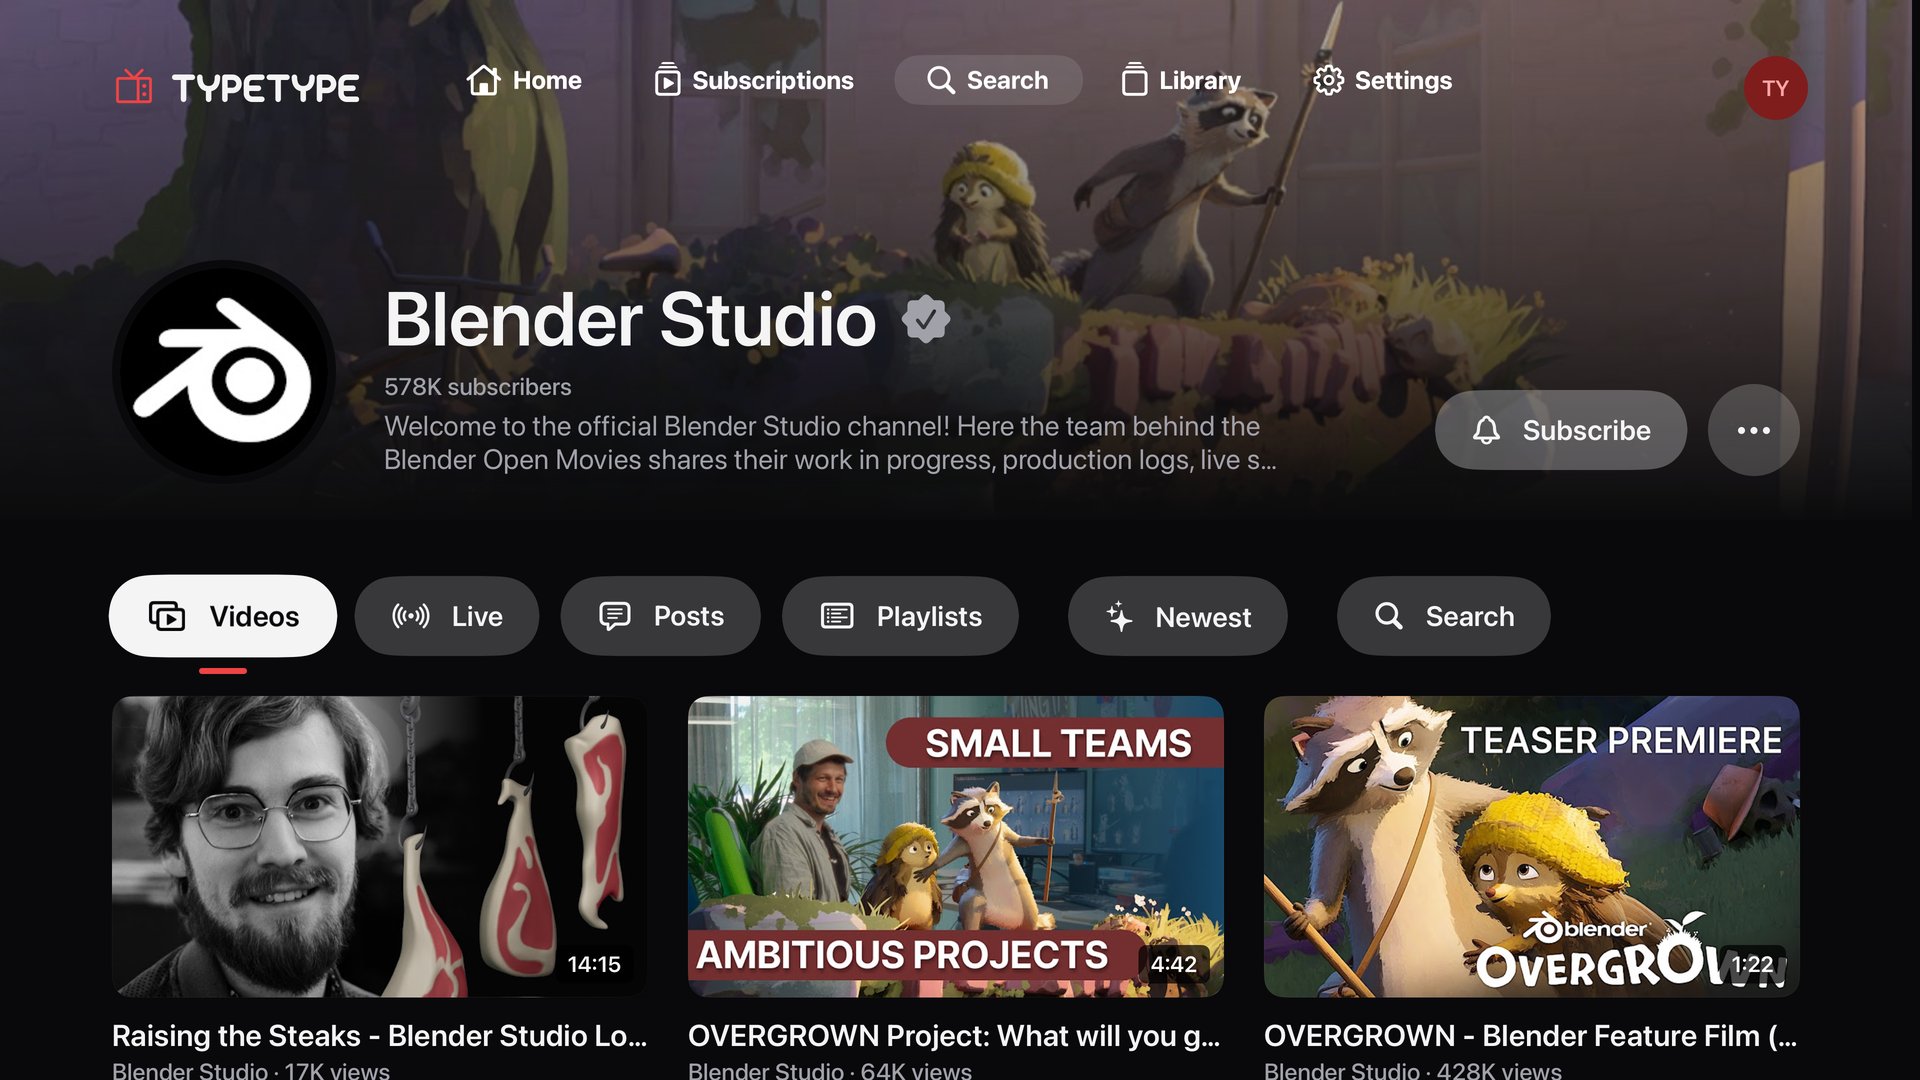 TYPETYPE
Home
Subscriptions
Search
Library
Settings
TY
Blender Studio
578K subscribers
Welcome to the official Blender Studio channel! Here the team behind the
Blender Open Movies shares their work in progress, production logs, live s...
Subscribe
Videos
Live
Posts
Playlists
Newest
Search
14:15
SMALL TEAMS
AMBITIOUS PROJECTS
4:42
TEASER PREMIERE
blender
OVERGROWN
1:22
Raising the Steaks - Blender Studio Lo...
Blender Studio · 17K views
OVERGROWN Project: What will you g...
Blender Studio · 64K views
OVERGROWN - Blender Feature Film (...
Blender Studio · 428K views